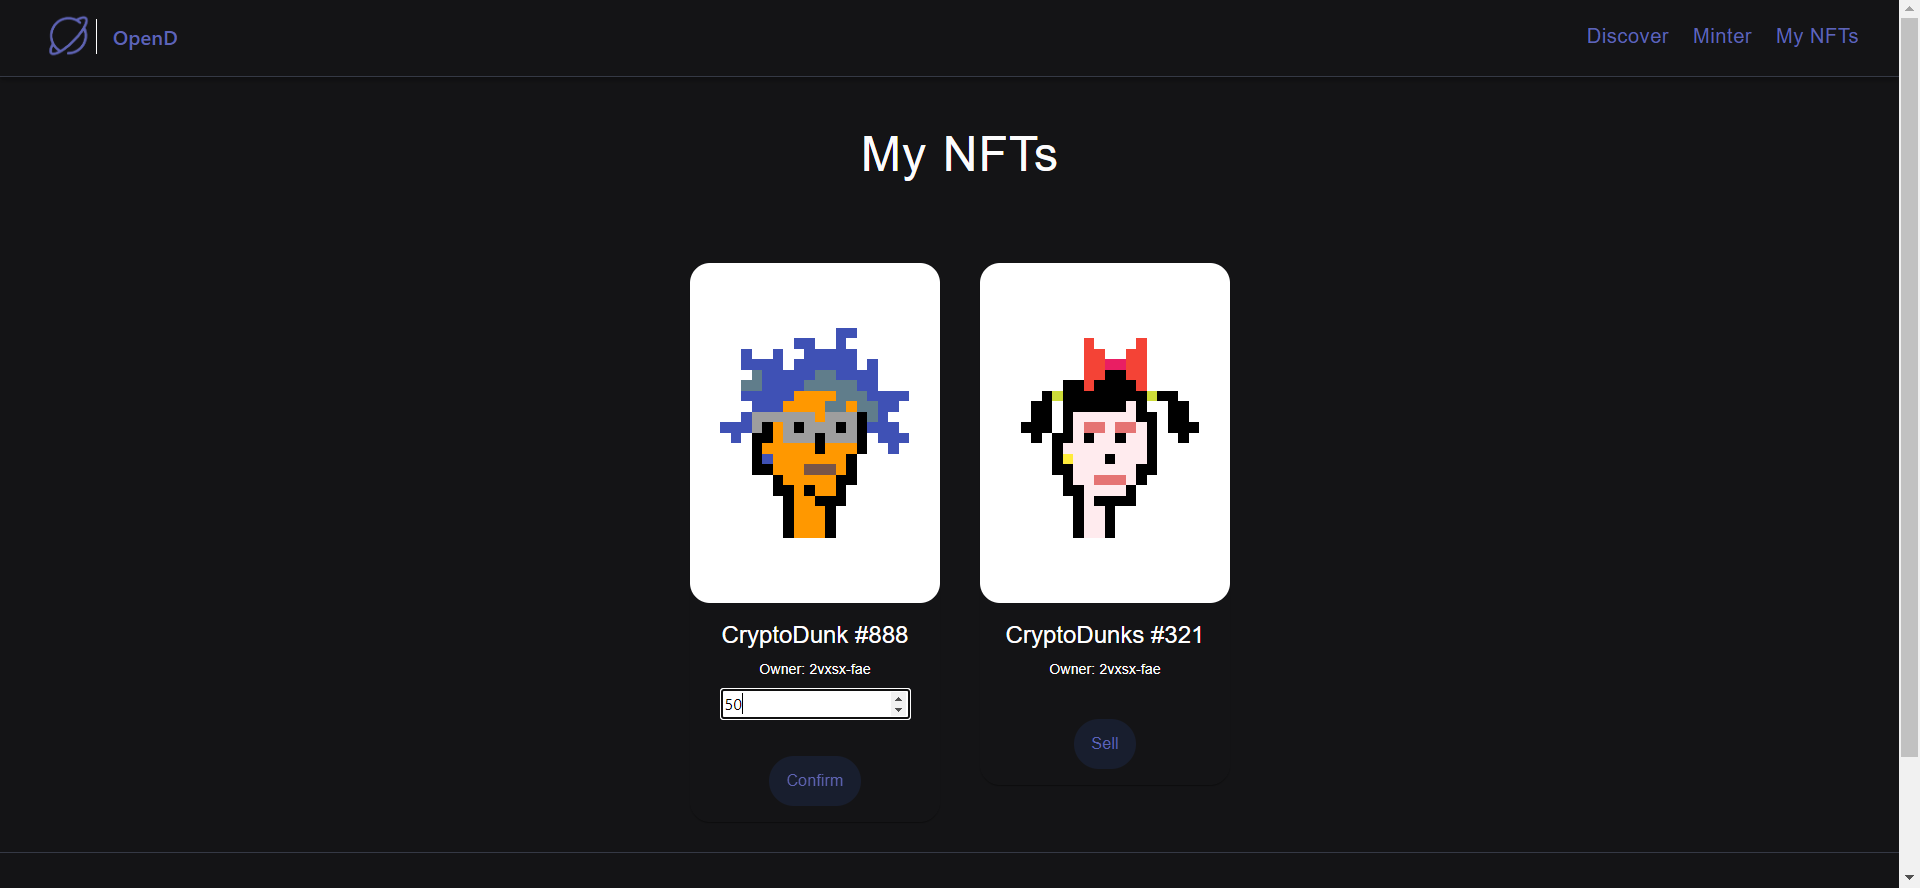 OpenD
Discover Minter My NFTs
My NFTs
CryptoDunk #888
Owner: 2vxsx-fae
50
Confirm
CryptoDunks #321
Owner: 2vxsx-fae
Sell